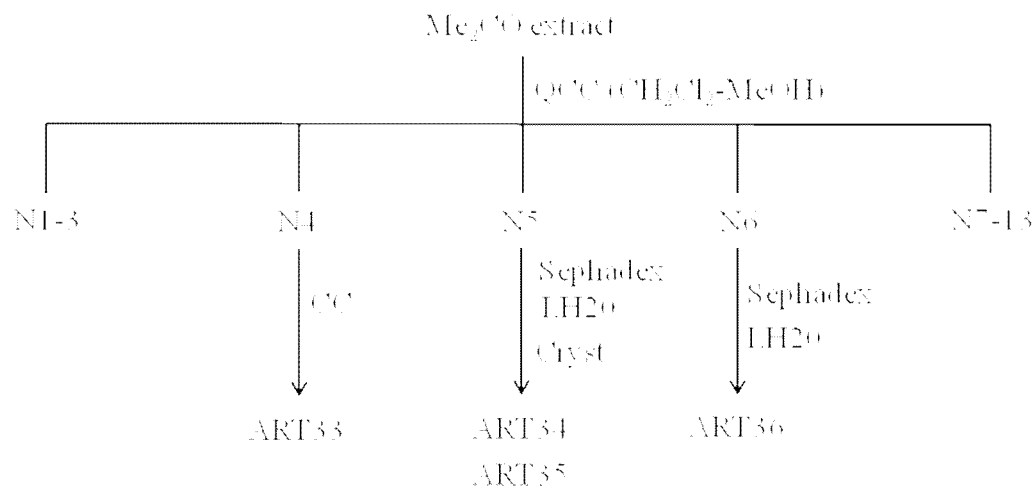 Me₂CO extract
QCC (CH₂Cl₂-MeOH)
N1-3 N4 N5 N6 N7-13
CC
Sephadex
LH20
Cryst
Sephadex
LH20
ART33 ART34 ART36
ART35